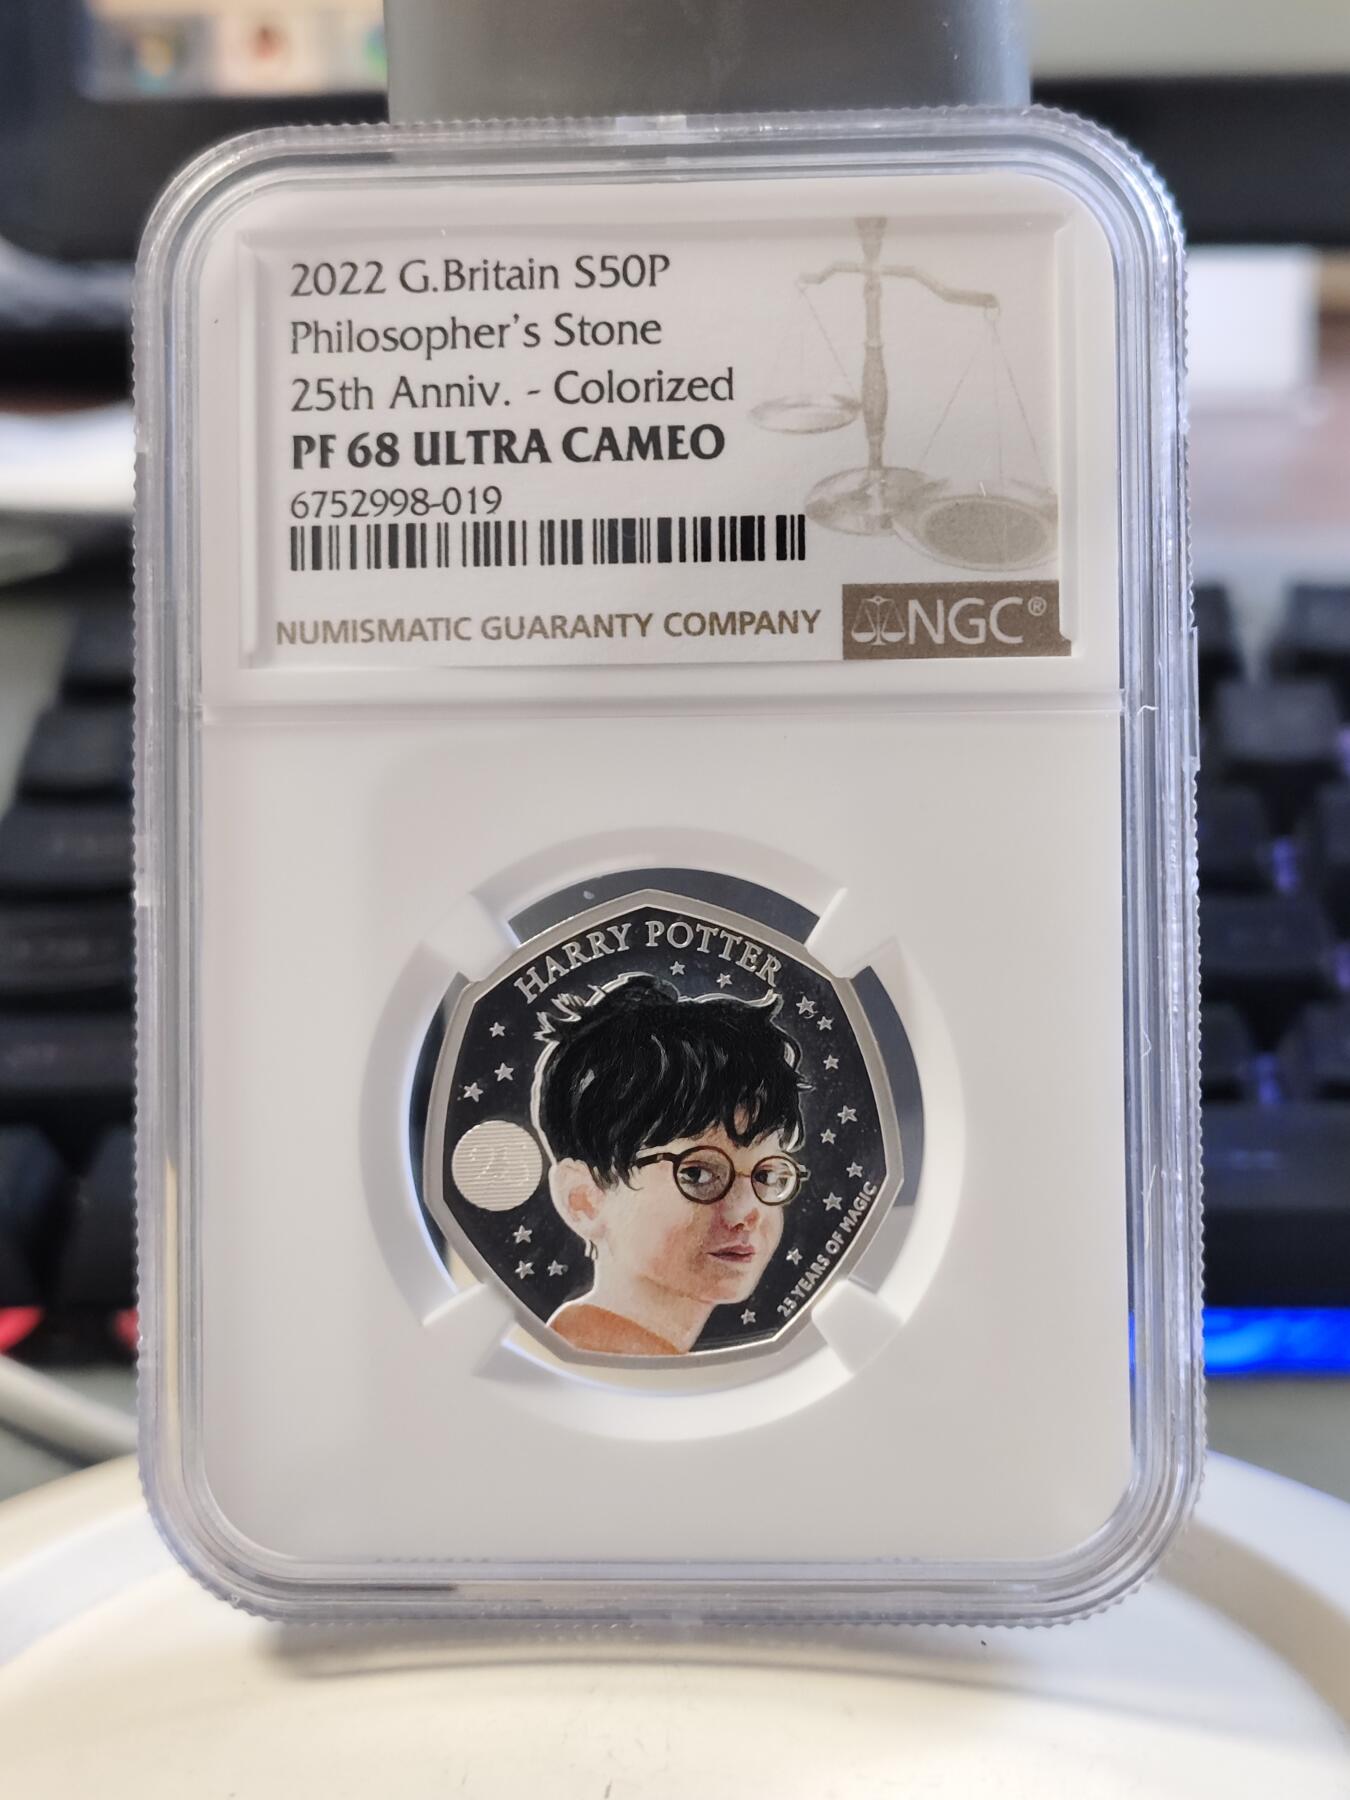 2022 G.Britain S50P
Philosopher's Stone
25th Anniv. - Colorized
PF 68 ULTRA CAMEO
6752998-019
NUMISMATIC GUARANTY COMPANY
NGC®
HARRY POTTER
25
25 YEARS OF MAGIC